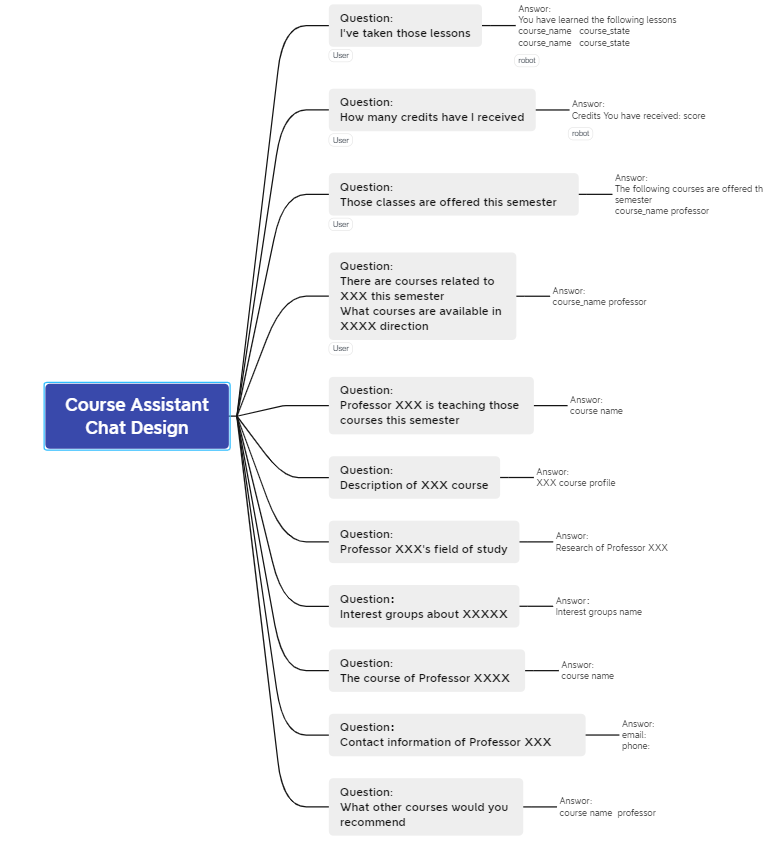 Course Assistant
Chat Design
Question:
I've taken those lessons
User
Answor:
You have learned the following lessons
course_name course_state
course_name course_state
robot
Question:
How many credits have I received
User
Answor:
Credits You have received: score
robot
Question:
Those classes are offered this semester
User
Answor:
The following courses are offered th
semester
course_name professor
Question:
There are courses related to
XXX this semester
What courses are available in
XXXX direction
User
Answor:
course_name professor
Question:
Professor XXX is teaching those
courses this semester
Answor:
course name
Question:
Description of XXX course
Answor:
XXX course profile
Question:
Professor XXX's field of study
Answor:
Research of Professor XXX
Question:
Interest groups about XXXXX
Answor:
Interest groups name
Question:
The course of Professor XXXX
Answor:
course name
Question:
Contact information of Professor XXX
Answor:
email:
phone:
Question:
What other courses would you
recommend
Answor:
course name professor